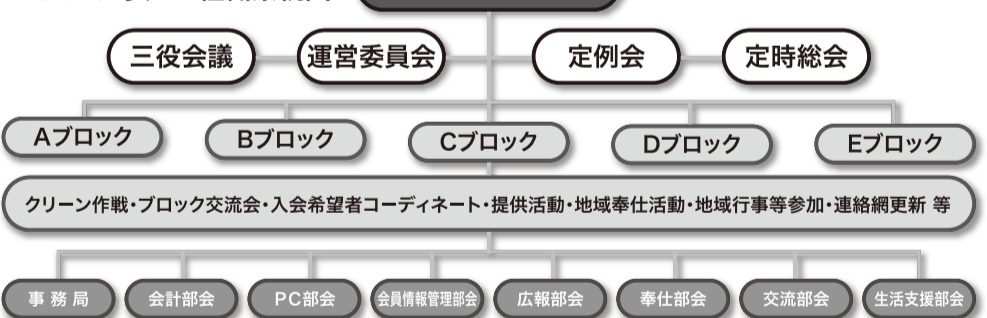 三役会議 運営委員会 定例会 定時総会
Aブロック Bブロック Cブロック Dブロック Eブロック
クリーン作戦・ブロック交流会・入会希望者コーディネート・提供活動・地域奉仕活動・地域行事等参加・連絡網更新 等
事務局 会計部会 PC部会 会員情報管理部会 広報部会 奉仕部会 交流部会 生活支援部会